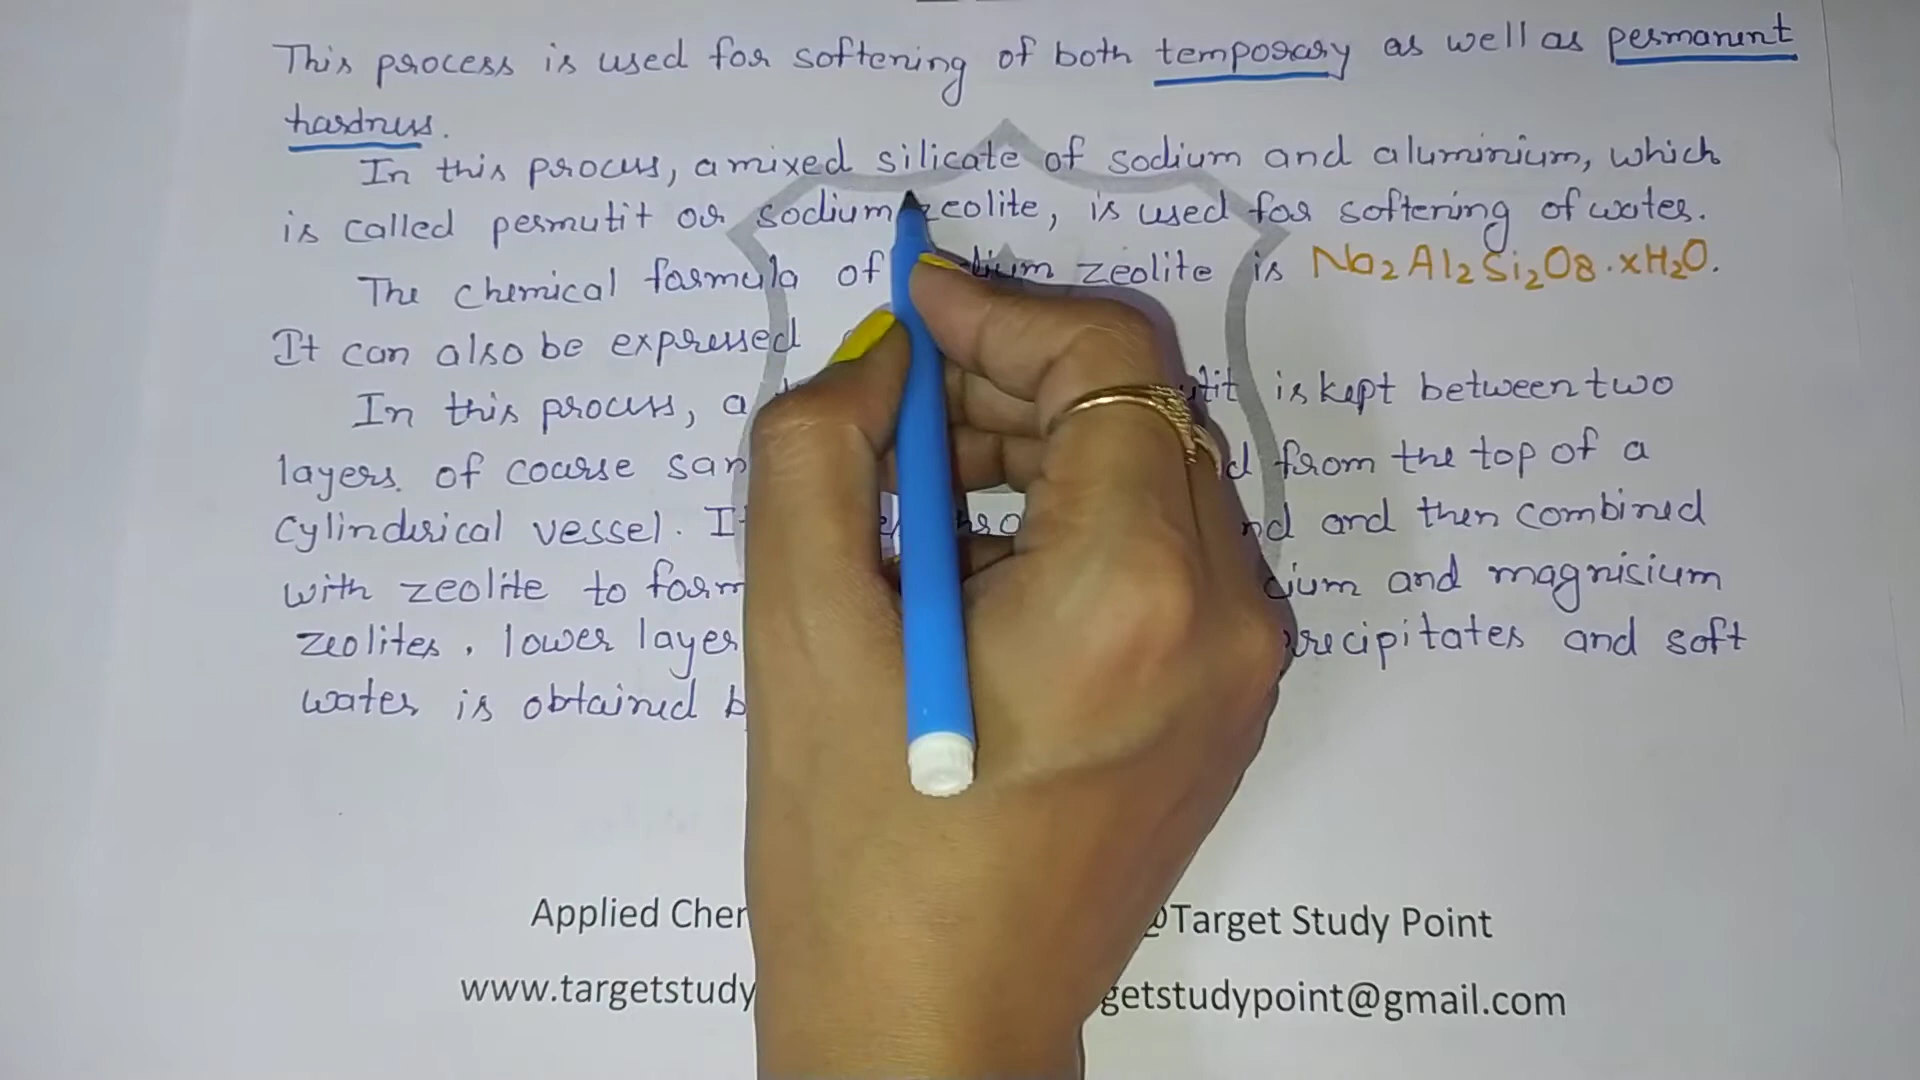 This process is used for softening of both temporary as well as permanent
hardness.
In this process, a mixed silicate of sodium and aluminium, which
is called permutit or sodium zeolite, is used for softening of water.
The chemical formula of zeolite is Na2Al2Si2O8.xH2O.
It can also be expressed
In this process, a is kept between two
layers of coarse from the top of a
cylindrical vessel. and then combined
with zeolite to form and magnesium
zeolites. lower layer precipitates and soft
water is obtained
Applied @Target Study Point
www.targetstudy getstudypoint@gmail.com